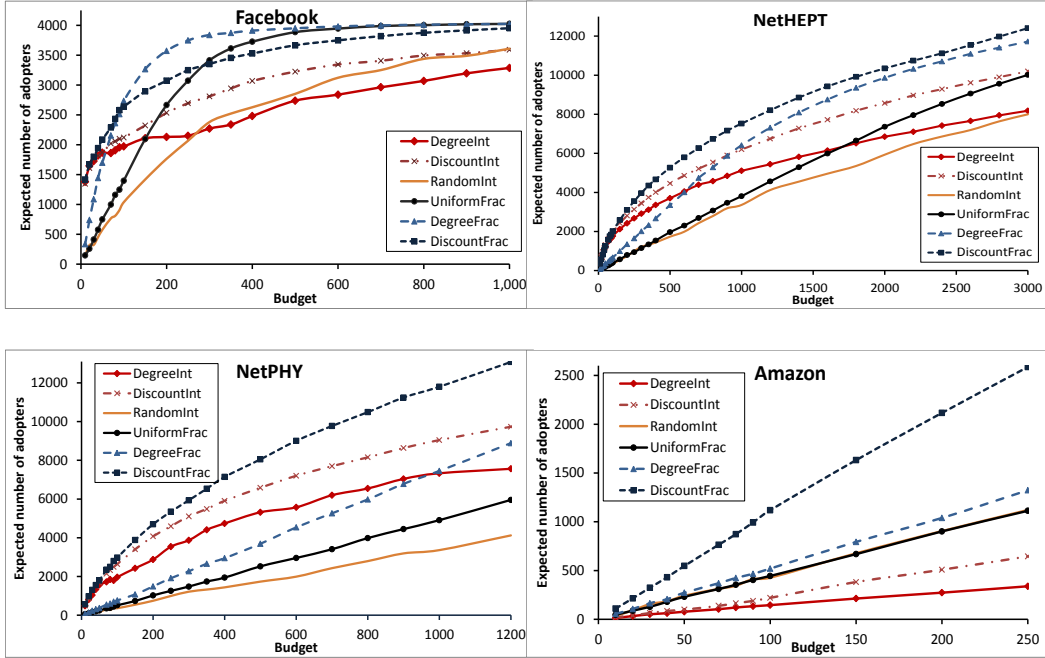 Facebook
Expected number of adopters
4000
3500
3000
2500
2000
1500
1000
500
0
0 200 400 600 800 1,000
Budget
DegreeInt
DiscountInt
RandomInt
UniformFrac
DegreeFrac
DiscountFrac
NetHEPT
Expected number of adopters
12000
10000
8000
6000
4000
2000
0
0 500 1000 1500 2000 2500 3000
Budget
DegreeInt
DiscountInt
RandomInt
UniformFrac
DegreeFrac
DiscountFrac
NetPHY
Expected number of adopters
12000
10000
8000
6000
4000
2000
0
0 200 400 600 800 1000 1200
Budget
DegreeInt
DiscountInt
RandomInt
UniformFrac
DegreeFrac
DiscountFrac
Amazon
Expected number of adopters
2500
2000
1500
1000
500
0
0 50 100 150 200 250
Budget
DegreeInt
DiscountInt
RandomInt
UniformFrac
DegreeFrac
DiscountFrac